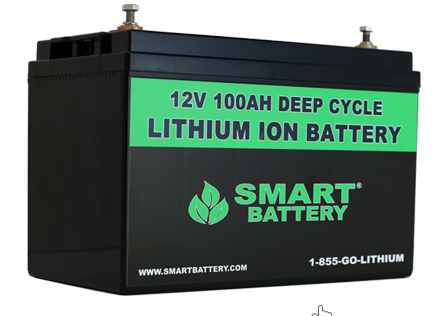 12V 100AH DEEP CYCLE
LITHIUM ION BATTERY
SMART®
BATTERY
1-855-GO-LITHIUM
WWW.SMARTBATTERY.COM